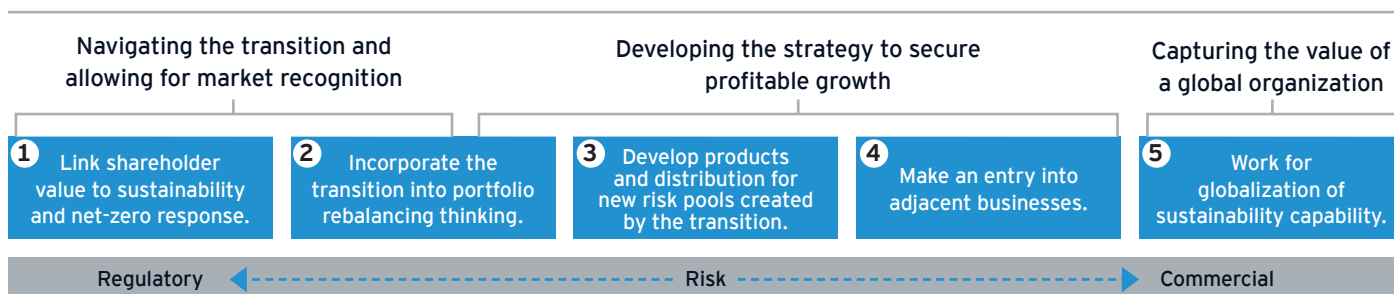 Navigating the transition and
allowing for market recognition
Developing the strategy to secure
profitable growth
Capturing the value of
a global organization
1
Link shareholder
value to sustainability
and net-zero response.
2
Incorporate the
transition into portfolio
rebalancing thinking.
3
Develop products
and distribution for
new risk pools created
by the transition.
4
Make an entry into
adjacent businesses.
5
Work for
globalization of
sustainability capability.
Regulatory
Risk
Commercial